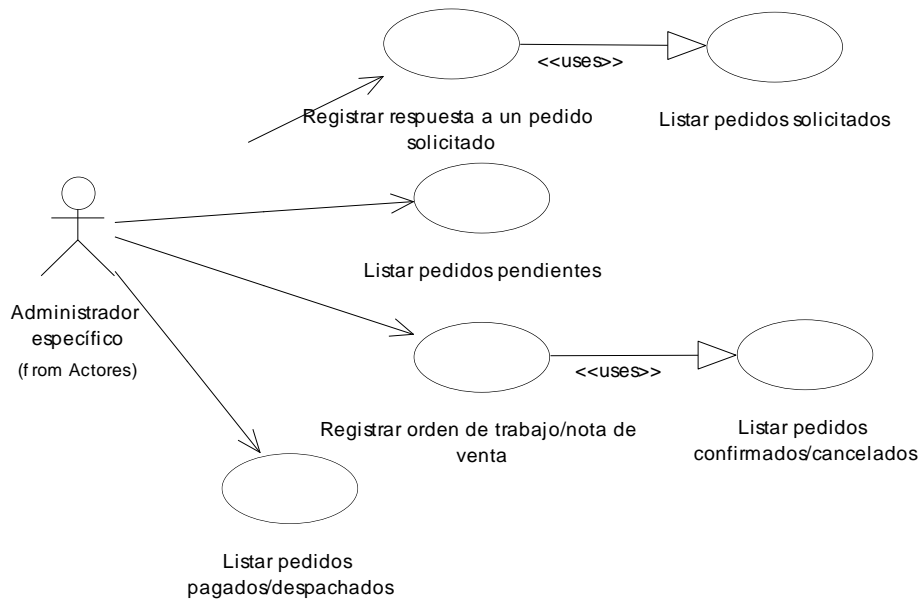 <<uses>>
Registrar respuesta a un pedido
solicitado
Listar pedidos solicitados
Listar pedidos pendientes
Administrador
específico
(from Actores)
<<uses>>
Registrar orden de trabajo/nota de
venta
Listar pedidos
confirmados/cancelados
Listar pedidos
pagados/despachados